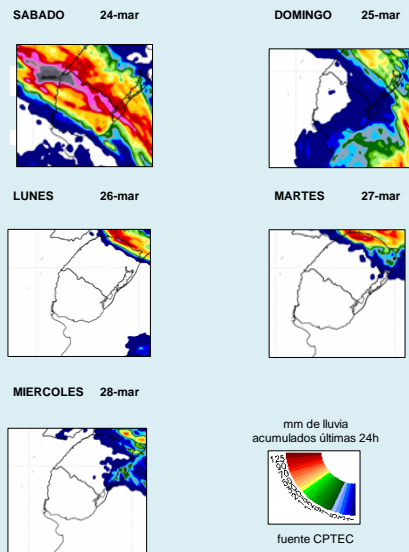 SABADO 24-mar
DOMINGO 25-mar
LUNES 26-mar
MARTES 27-mar
MIERCOLES 28-mar
mm de lluvia
acumulados últimas 24h
125
fuente CPTEC